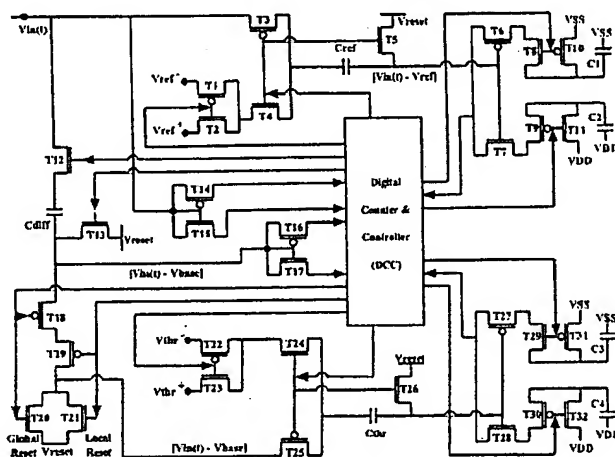 Vin(t)
T3
Vreset
T5
Cref
[Vin(t) - Vref]
T6
T8
T10
VSS
VSS
C1
Vref -
T1
T2
Vref +
T4
T7
T9
T11
VDD
C2
VDD
T12
Cdiff
T13
Vreset
T14
T15
T16
T17
Digital
Counter &
Controller
(DCC)
[Vin(t) - Vbase]
T18
T19
T20
T21
Global
Reset
Vreset
Local
Reset
Vthr -
T22
T23
Vthr +
T24
T25
[Vin(t) - Vbase]
Vreset
T26
Cthr
T27
T28
T29
T31
VSS
VSS
C3
T30
T32
VDD
C4
VDD